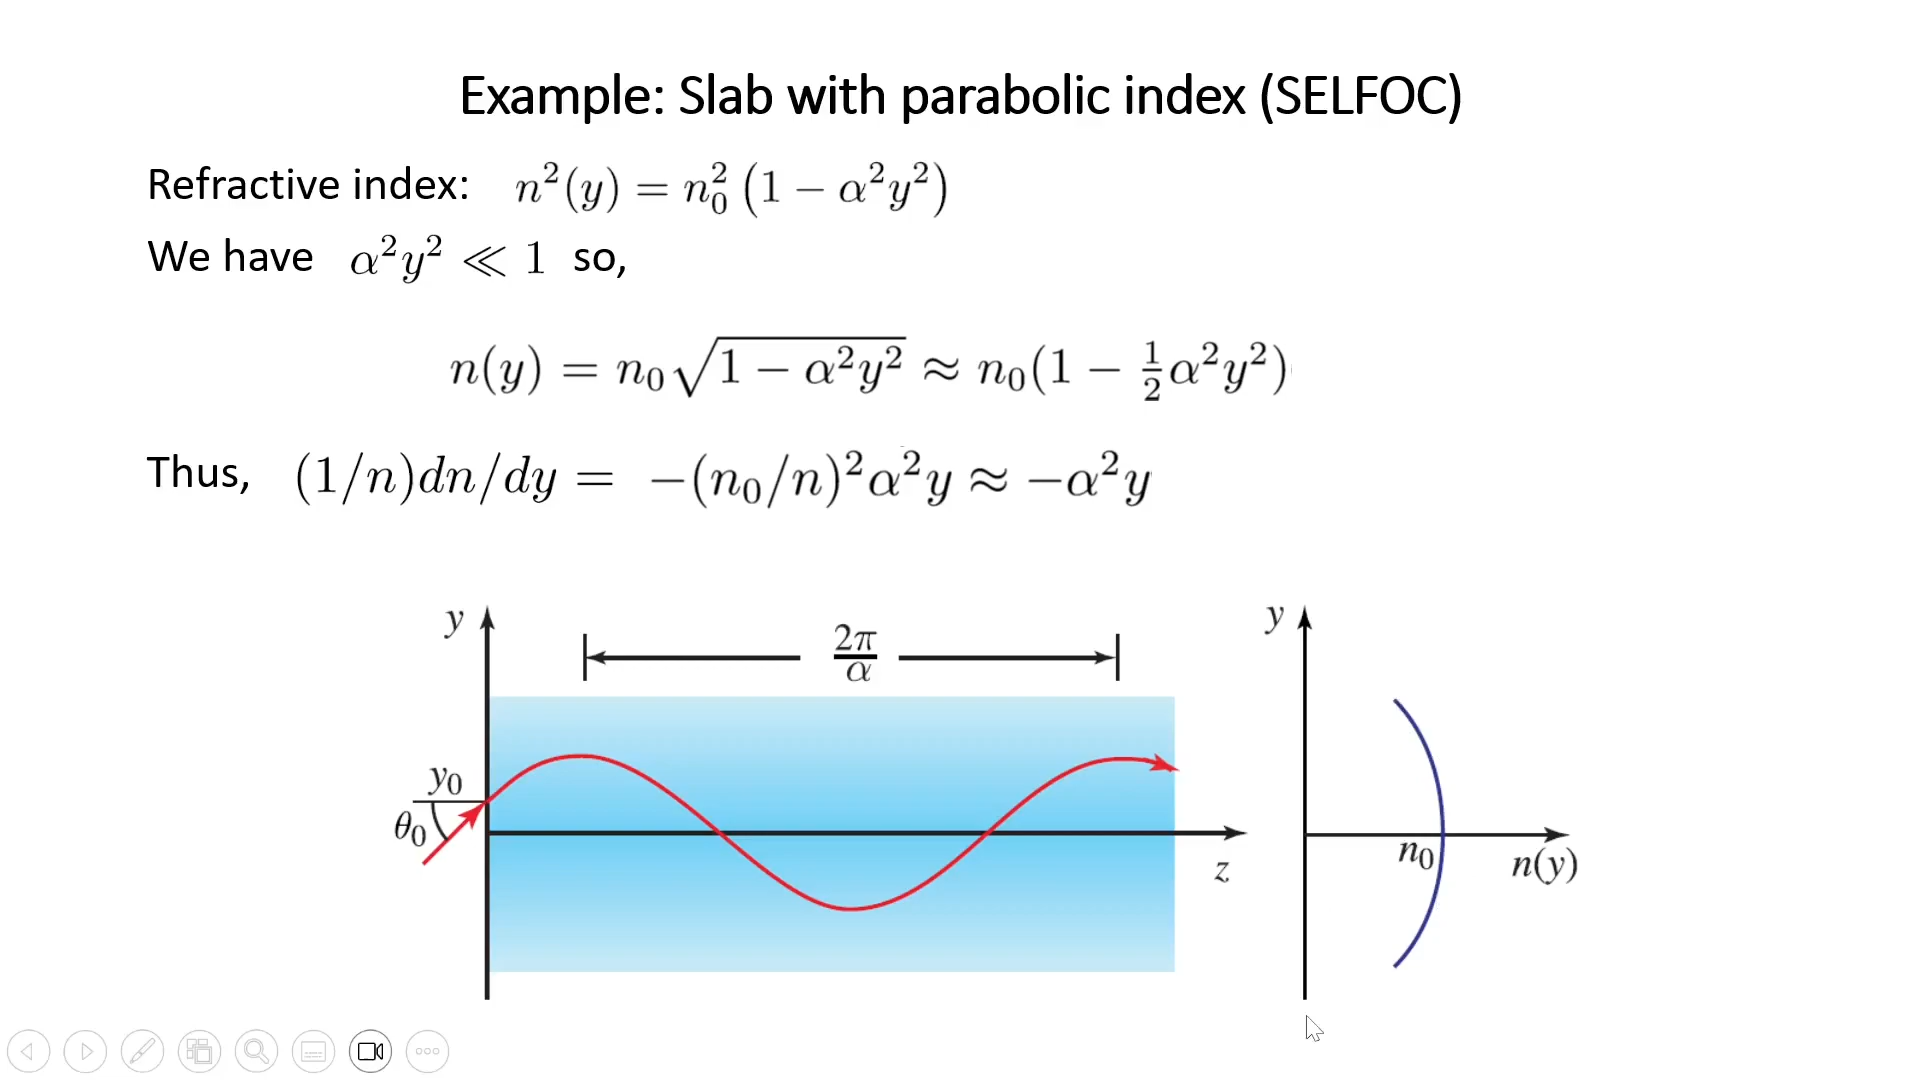 Example: Slab with parabolic index (SELFOC)
Refractive index: n²(y) = n₀² (1 − α²y²)
We have α²y² ≪ 1 so,
n(y) = n₀√(1 − α²y²) ≈ n₀(1 − ½α²y²)
Thus, (1/n)dn/dy = −(n₀/n)²α²y ≈ −α²y
y
2π/α
y₀
θ₀
z
y
n₀
n(y)